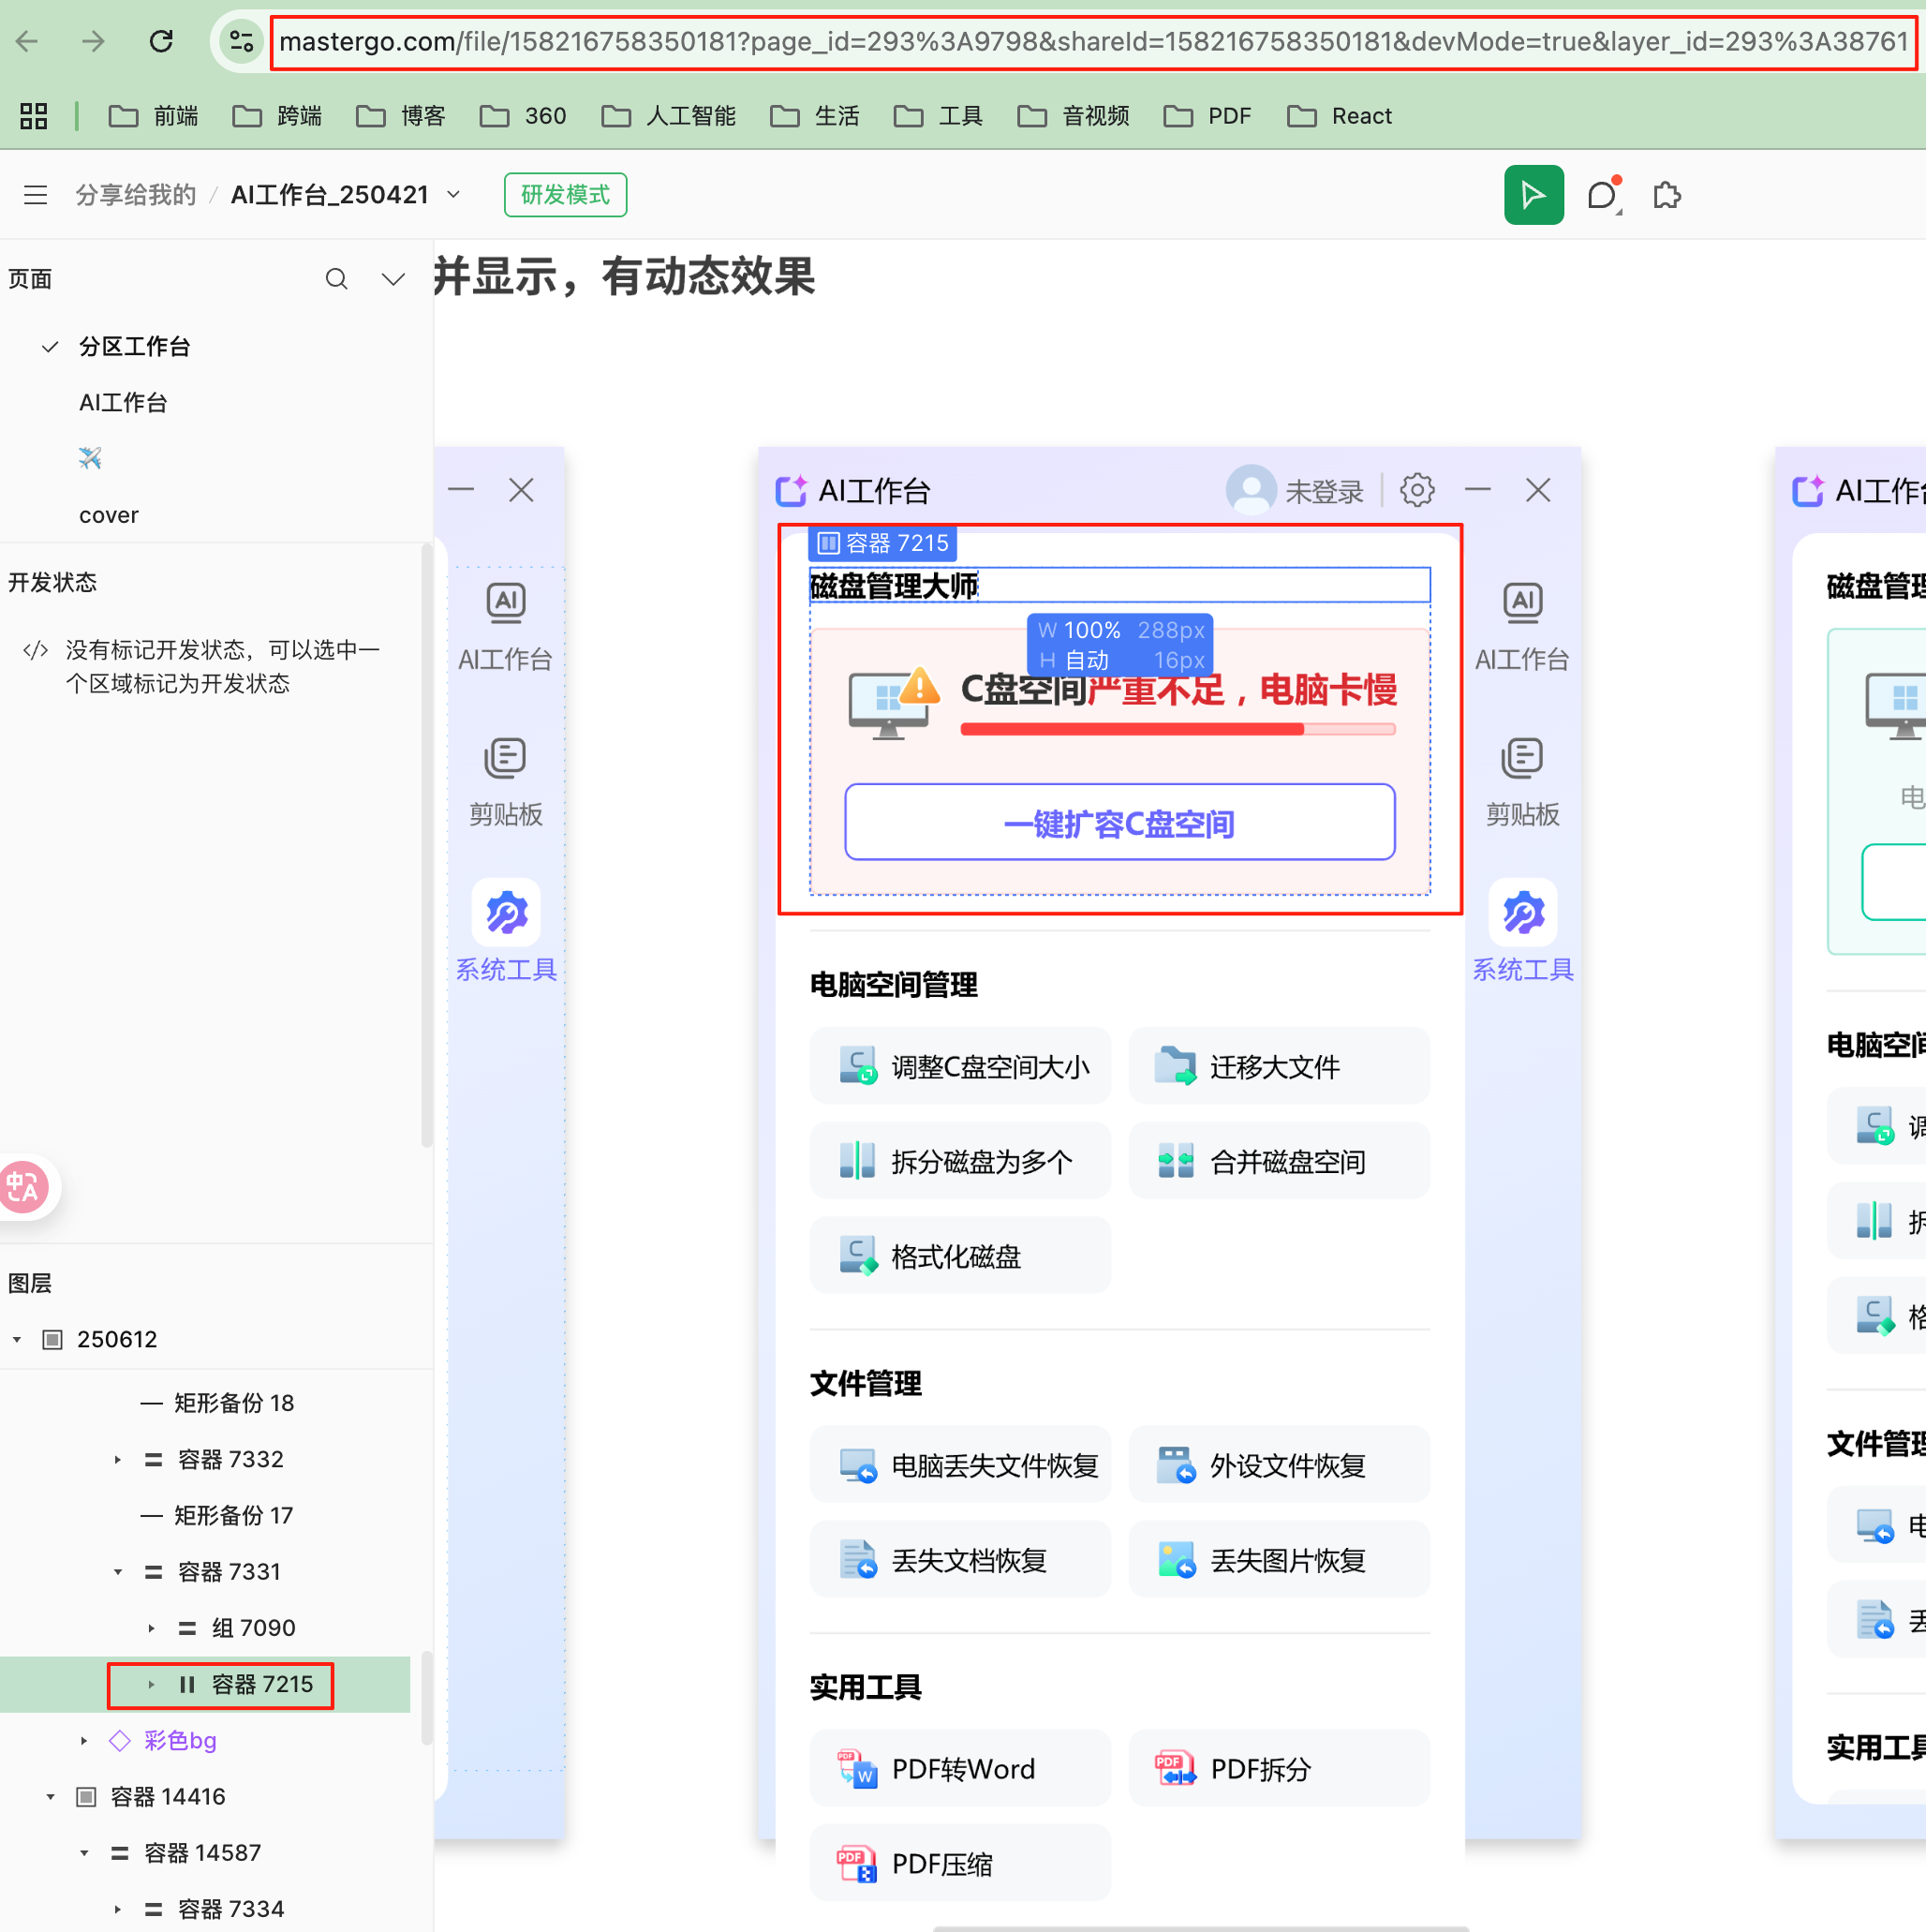 mastergo.com/file/158216758350181?page_id=293%3A9798&shareId=158216758350181&devMode=true&layer_id=293%3A38761
前端 跨端 博客 360 人工智能 生活 工具 音视频 PDF React
分享给我的 / AI工作台_250421 研发模式
页面
分区工作台
AI工作台
cover
开发状态
没有标记开发状态，可以选中一
个区域标记为开发状态
中A
图层
250612
矩形备份 18
容器 7332
矩形备份 17
容器 7331
组 7090
容器 7215
彩色bg
容器 14416
容器 14587
容器 7334
并显示，有动态效果
AI
AI工作台
剪贴板
系统工具
AI工作台
未登录
容器 7215
磁盘管理大师
W 100% 288px
H 自动 16px
C盘空间严重不足，电脑卡慢
一键扩容C盘空间
电脑空间管理
C 调整C盘空间大小
迁移大文件
拆分磁盘为多个
合并磁盘空间
C 格式化磁盘
文件管理
电脑丢失文件恢复
外设文件恢复
丢失文档恢复
丢失图片恢复
实用工具
PDF W PDF转Word
PDF PDF拆分
PDF PDF压缩
AI
AI工作台
剪贴板
系统工具
AI工作
磁盘管
电
电脑空
C
C
文件管
电
实用工